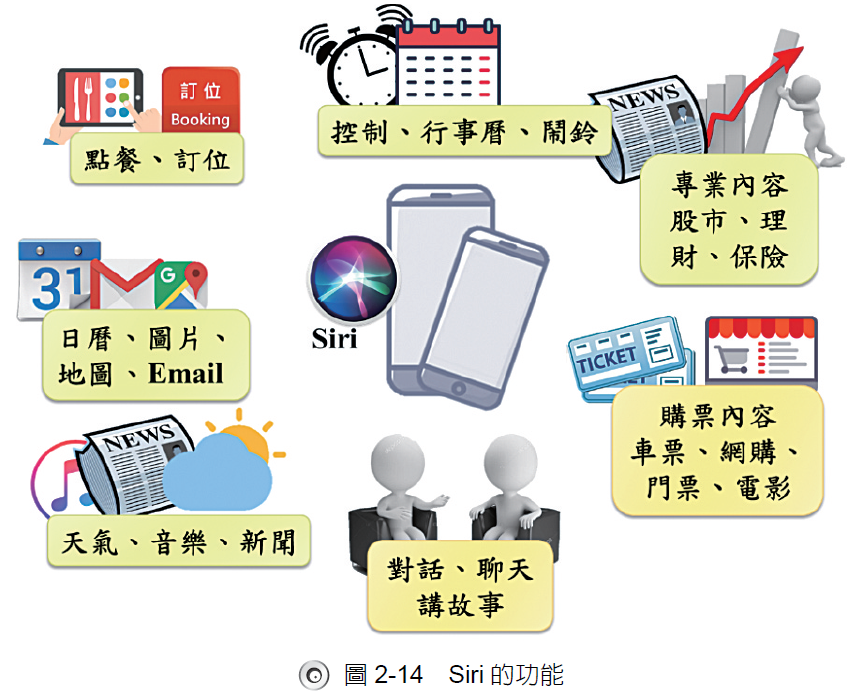 訂位
Booking
點餐、訂位
控制、行事曆、鬧鈴
NEWS
專業內容
股市、理
財、保險
31
G
日曆、圖片、
地圖、Email
Siri
TICKET
購票內容
車票、網購、
門票、電影
NEWS
天氣、音樂、新聞
對話、聊天
講故事
圖 2-14 Siri 的功能